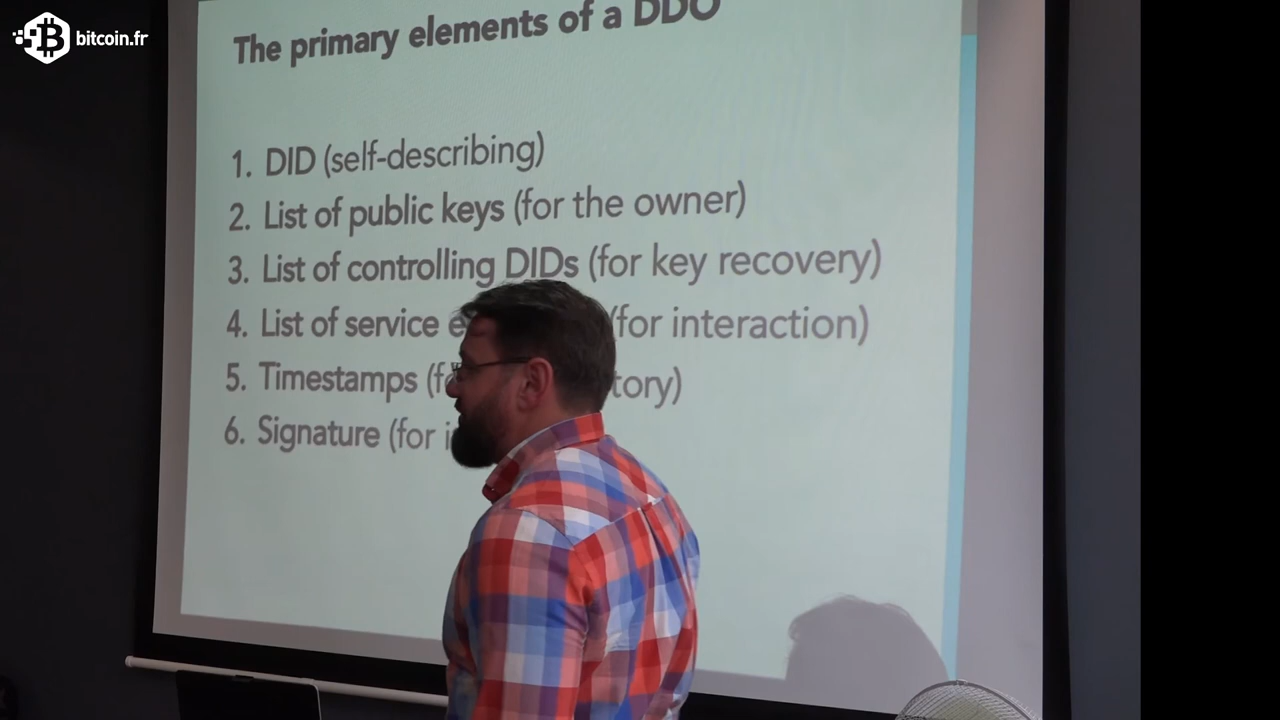 bitcoin.fr
The primary elements of a DDO
1. DID (self-describing)
2. List of public keys (for the owner)
3. List of controlling DIDs (for key recovery)
4. List of service (for interaction)
5. Timestamps
6. Signature (for